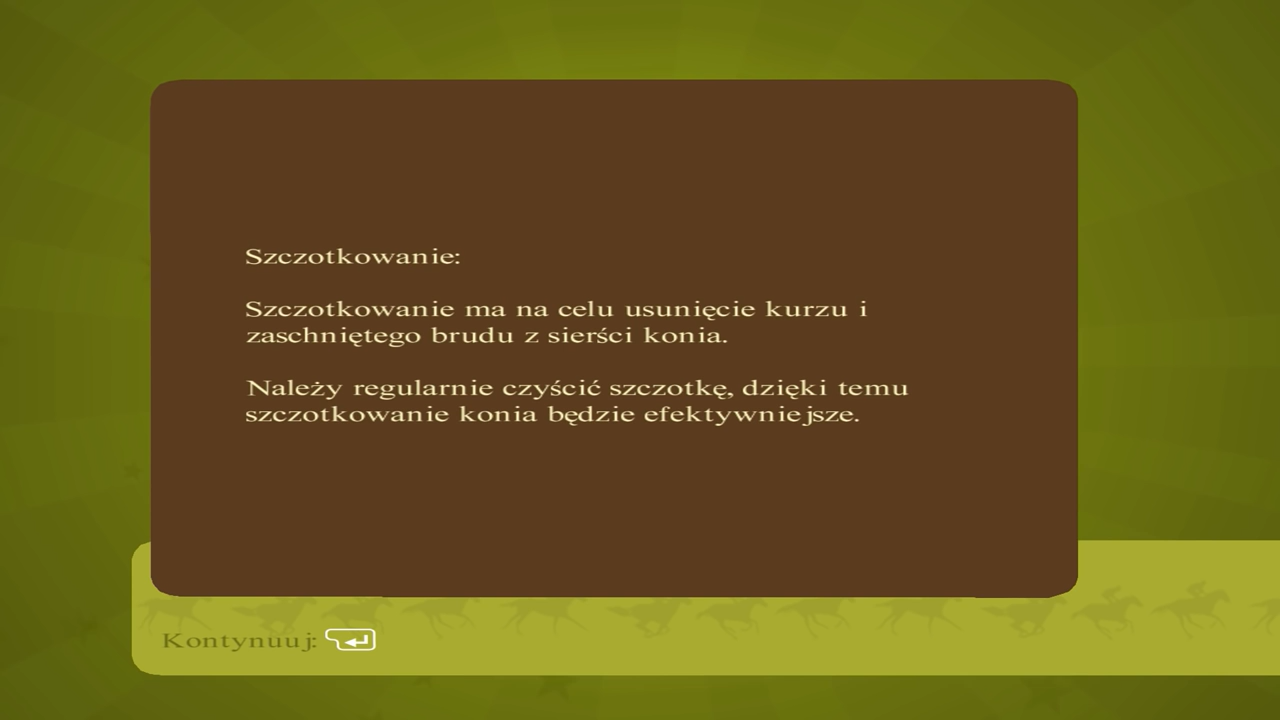 Szczotkowanie:
Szczotkowanie ma na celu usunięcie kurzu i
zaschniętego brudu z sierści konia.
Należy regularnie czyścić szczotkę, dzięki temu
szczotkowanie konia będzie efektywniejsze.
Kontynuuj: